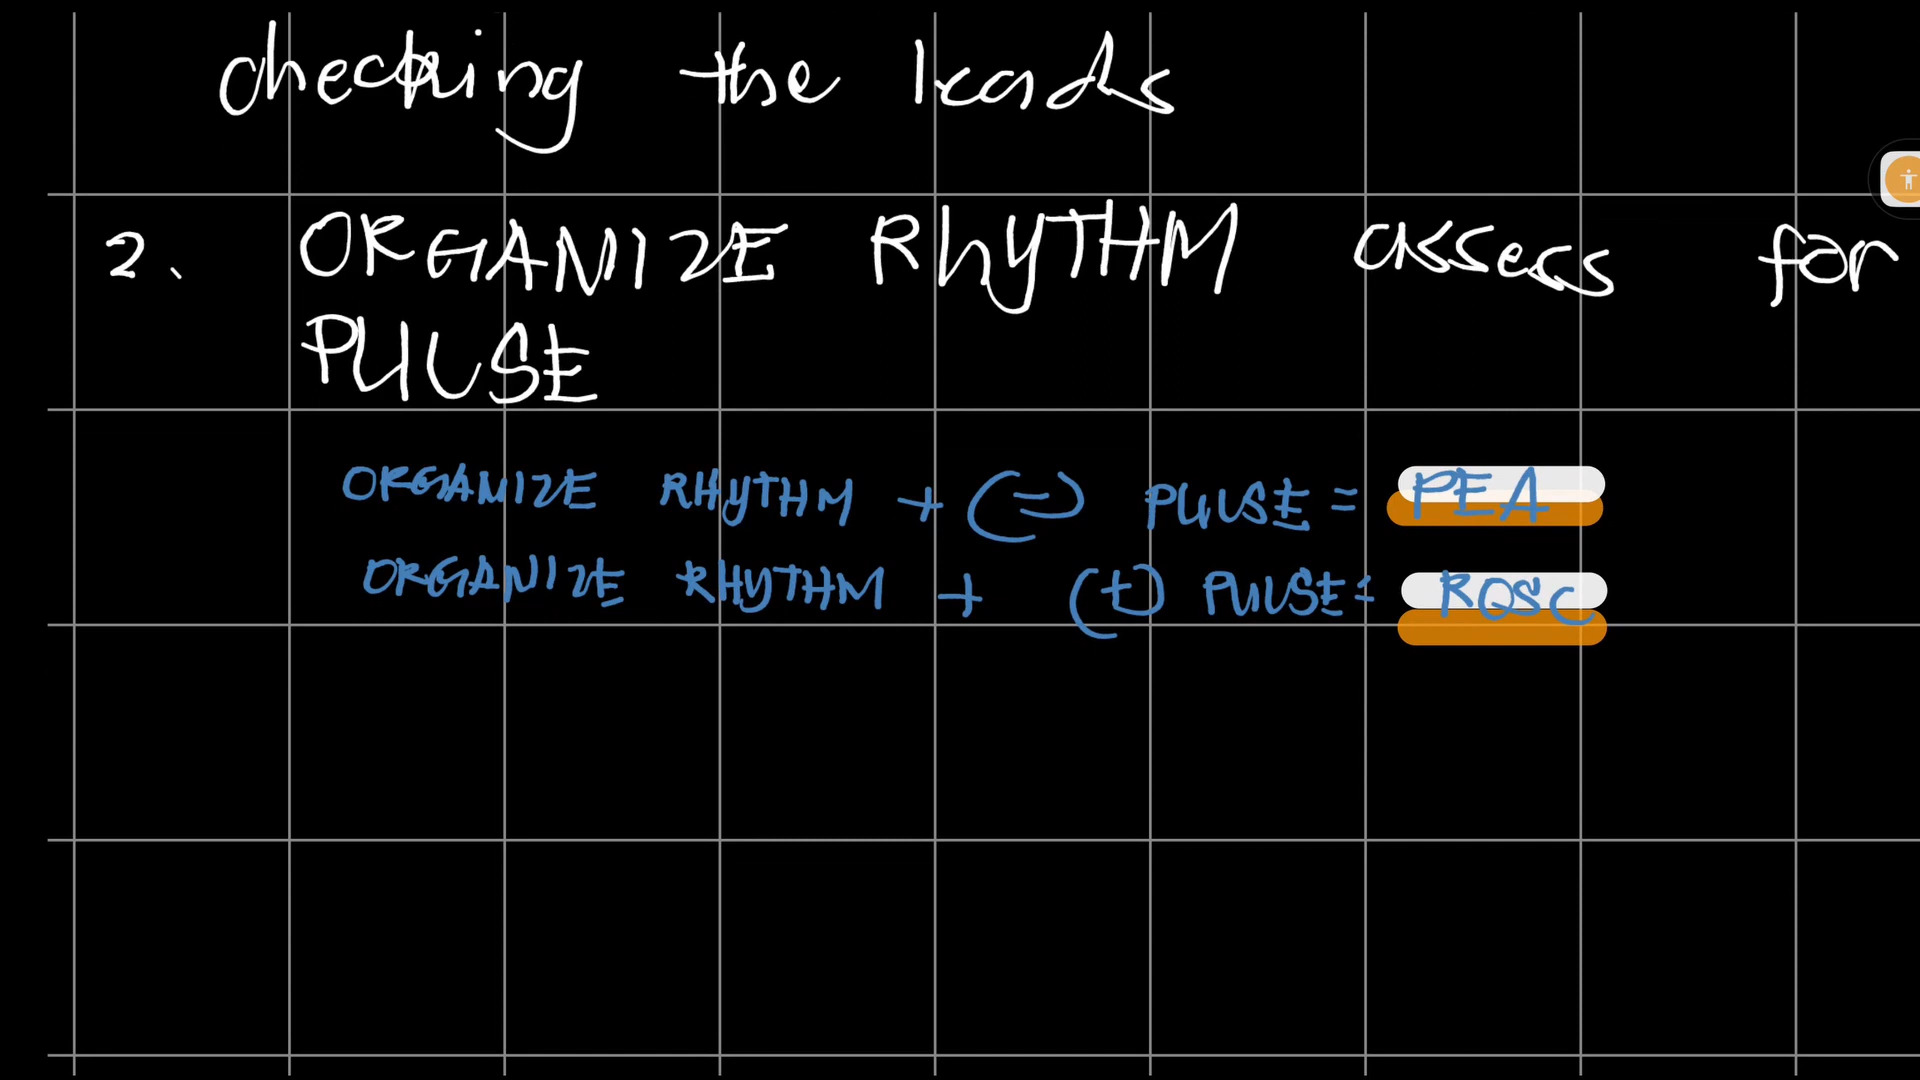 checking the leads
2. ORGANIZE RhYTHM assess for
PULSE
ORGANIZE RHYTHM + (-) PULSE = PEA
ORGANIZE RHYTHM + (+) PULSE = ROSC